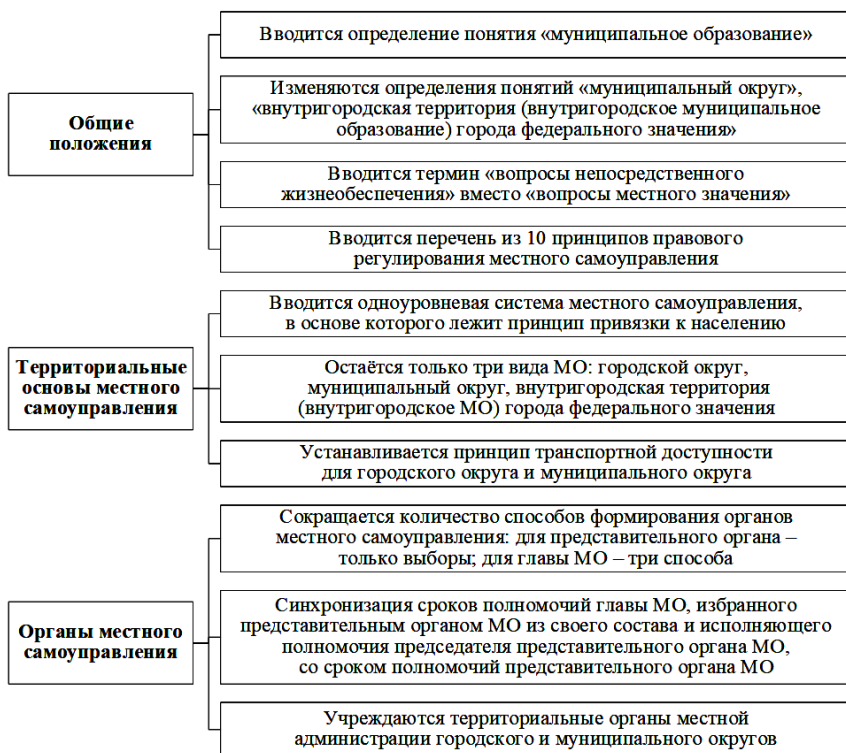 Общие
положения
Вводится определение понятия «муниципальное образование»
Изменяются определения понятий «муниципальный округ»,
«внутригородская территория (внутригородское муниципальное
образование) города федерального значения»
Вводится термин «вопросы непосредственного
жизнеобеспечения» вместо «вопросы местного значения»
Вводится перечень из 10 принципов правового
регулирования местного самоуправления
Территориальные
основы местного
самоуправления
Вводится одноуровневая система местного самоуправления,
в основе которого лежит принцип привязки к населению
Остаётся только три вида МО: городской округ,
муниципальный округ, внутригородская территория
(внутригородское МО) города федерального значения
Устанавливается принцип транспортной доступности
для городского округа и муниципального округа
Органы местного
самоуправления
Сокращается количество способов формирования органов
местного самоуправления: для представительного органа –
только выборы; для главы МО – три способа
Синхронизация сроков полномочий главы МО, избранного
представительным органом МО из своего состава и исполняющего
полномочия председателя представительного органа МО,
со сроком полномочий представительного органа МО
Учреждаются территориальные органы местной
администрации городского и муниципального округов